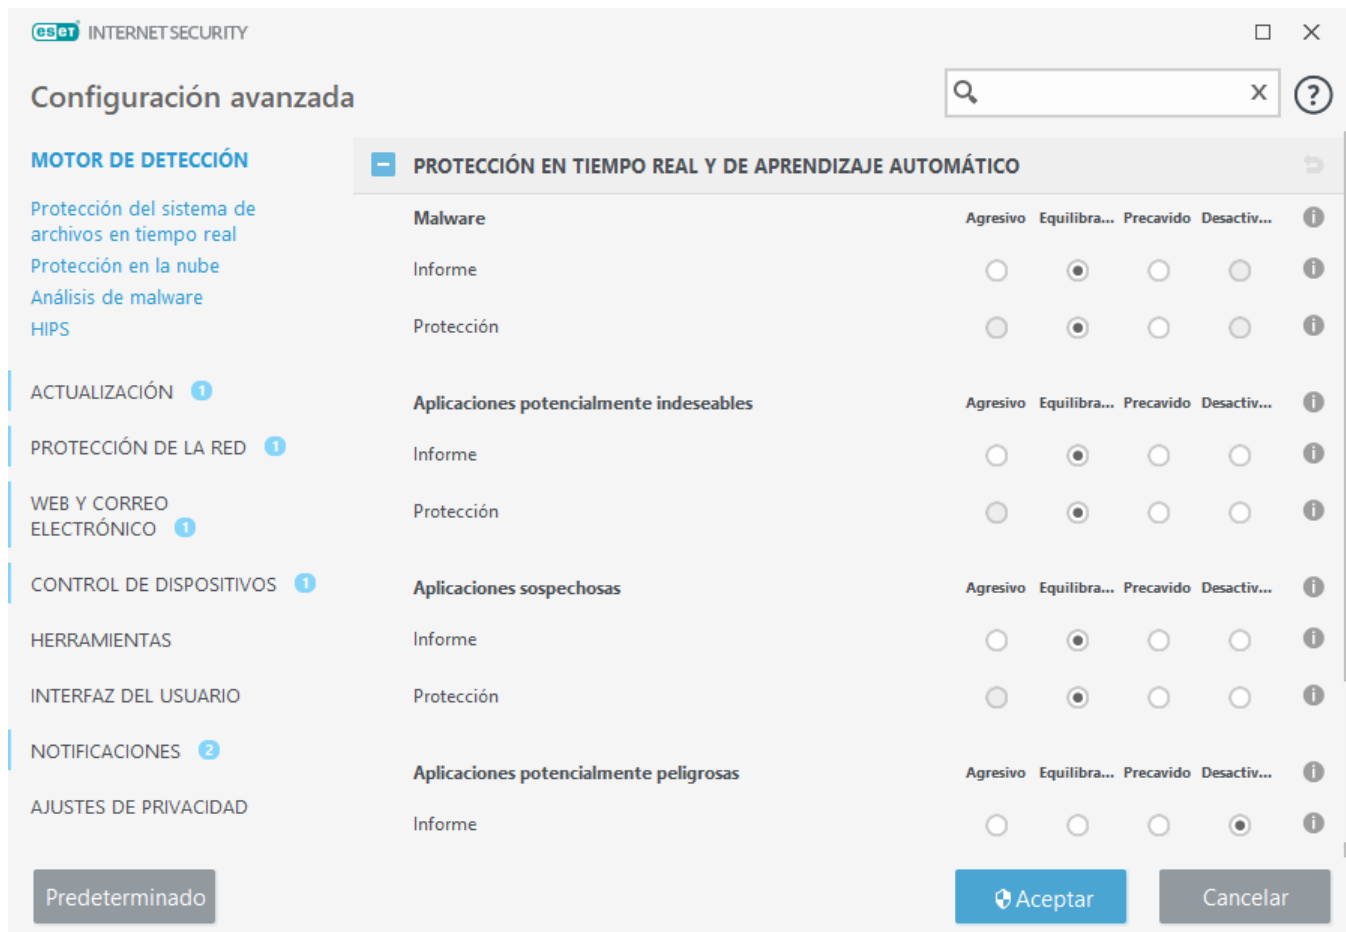 eset INTERNET SECURITY
Configuración avanzada
x
?
MOTOR DE DETECCIÓN
Protección del sistema de
archivos en tiempo real
Protección en la nube
Análisis de malware
HIPS
ACTUALIZACIÓN 1
PROTECCIÓN DE LA RED 1
WEB Y CORREO
ELECTRÓNICO 1
CONTROL DE DISPOSITIVOS 1
HERRAMIENTAS
INTERFAZ DEL USUARIO
NOTIFICACIONES 2
AJUSTES DE PRIVACIDAD
PROTECCIÓN EN TIEMPO REAL Y DE APRENDIZAJE AUTOMÁTICO
Malware Agresivo Equilibra... Precavido Desactiv...
Informe
Protección
Aplicaciones potencialmente indeseables Agresivo Equilibra... Precavido Desactiv...
Informe
Protección
Aplicaciones sospechosas Agresivo Equilibra... Precavido Desactiv...
Informe
Protección
Aplicaciones potencialmente peligrosas Agresivo Equilibra... Precavido Desactiv...
Informe
Predeterminado
Aceptar
Cancelar